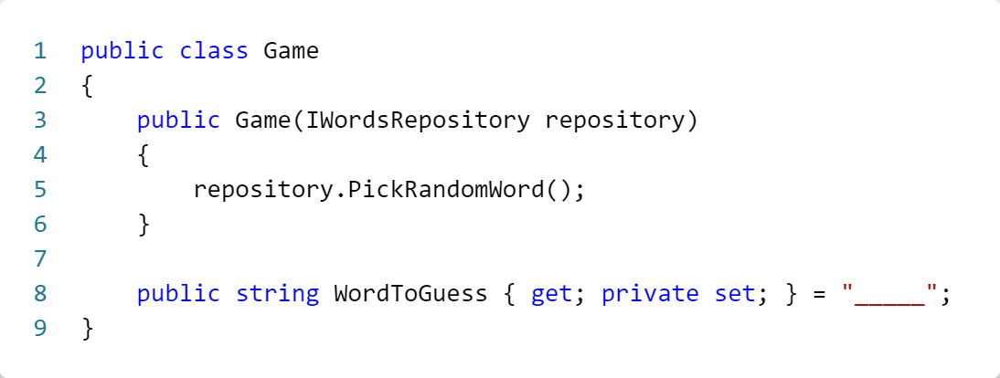 1 public class Game
2 {
3     public Game(IWordsRepository repository)
4     {
5         repository.PickRandomWord();
6     }
7
8     public string WordToGuess { get; private set; } = "_____";
9 }